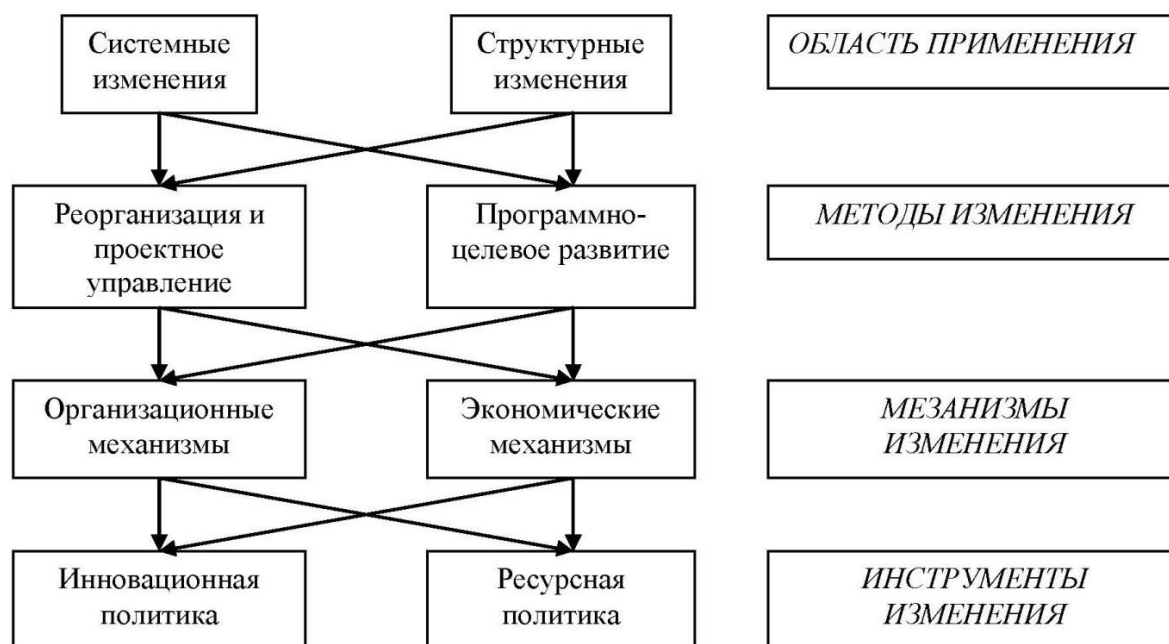 Системные
изменения
Структурные
изменения
ОБЛАСТЬ ПРИМЕНЕНИЯ
Реорганизация и
проектное
управление
Программно-
целевое развитие
МЕТОДЫ ИЗМЕНЕНИЯ
Организационные
механизмы
Экономические
механизмы
МЕЗАНИЗМЫ
ИЗМЕНЕНИЯ
Инновационная
политика
Ресурсная
политика
ИНСТРУМЕНТЫ
ИЗМЕНЕНИЯ